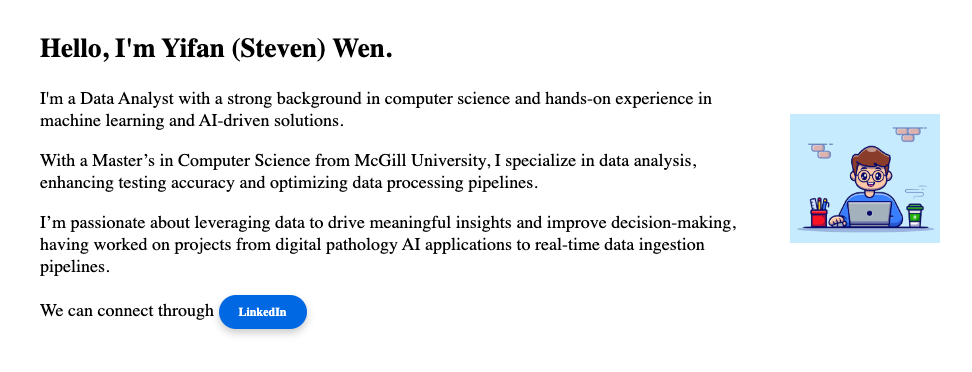 Hello, I'm Yifan (Steven) Wen.
I'm a Data Analyst with a strong background in computer science and hands-on experience in
machine learning and AI-driven solutions.
With a Master’s in Computer Science from McGill University, I specialize in data analysis,
enhancing testing accuracy and optimizing data processing pipelines.
I’m passionate about leveraging data to drive meaningful insights and improve decision-making,
having worked on projects from digital pathology AI applications to real-time data ingestion
pipelines.
We can connect through LinkedIn